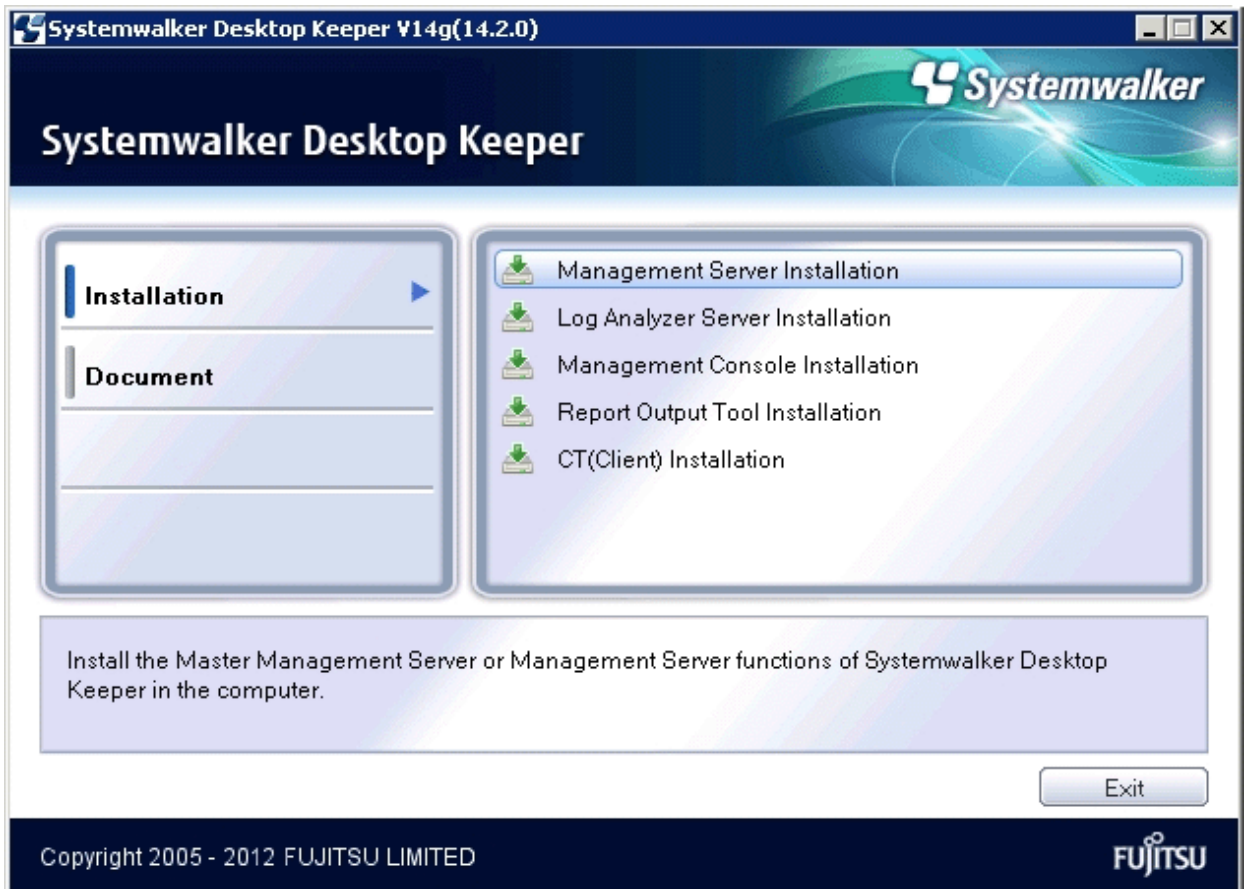 Systemwalker Desktop Keeper V14g(14.2.0)
Systemwalker
Systemwalker Desktop Keeper
Installation
Document
Management Server Installation
Log Analyzer Server Installation
Management Console Installation
Report Output Tool Installation
CT(Client) Installation
Install the Master Management Server or Management Server functions of Systemwalker Desktop
Keeper in the computer.
Exit
Copyright 2005 - 2012 FUJITSU LIMITED
FUJITSU